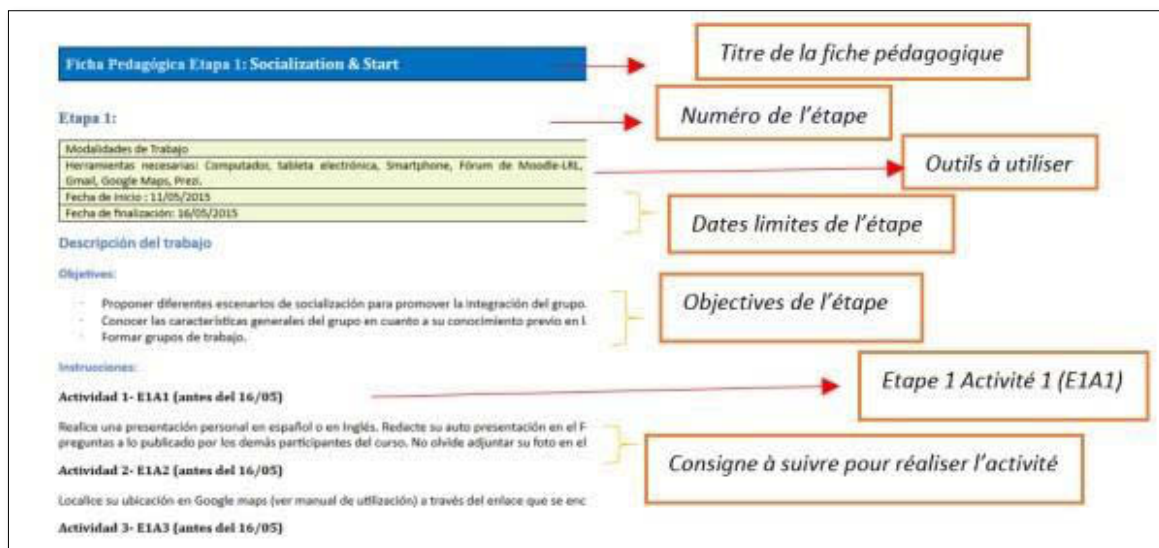 Ficha Pedagógica Etapa 1: Socialization & Start
Titre de la fiche pédagogique
Etapa 1:
Numéro de l'étape
Modalidades de Trabajo
Herramientas necesarias: Computador, tableta electrónica, Smartphone, Fórum de Moodle-LRL,
Gmail, Google Maps, Prezi.
Outils à utiliser
Fecha de inicio : 11/05/2015
Fecha de finalización: 16/05/2015
Dates limites de l'étape
Descripción del trabajo
Objetivos:
- Proponer diferentes escenarios de socialización para promover la integración del grupo.
- Conocer las características generales del grupo en cuanto a su conocimiento previo en
- Formar grupos de trabajo.
Objectives de l'étape
Instrucciones:
Actividad 1- E1A1 (antes del 16/05)
Etape 1 Activité 1 (E1A1)
Realice una presentación personal en español o en Inglés. Redacte su auto presentación en el F
preguntas a lo publicado por los demás participantes del curso. No olvide adjuntar su foto en el
Consigne à suivre pour réaliser l'activité
Actividad 2- E1A2 (antes del 16/05)
Localice su ubicación en Google maps (ver manual de utilización) a través del enlace que se enc
Actividad 3- E1A3 (antes del 16/05)